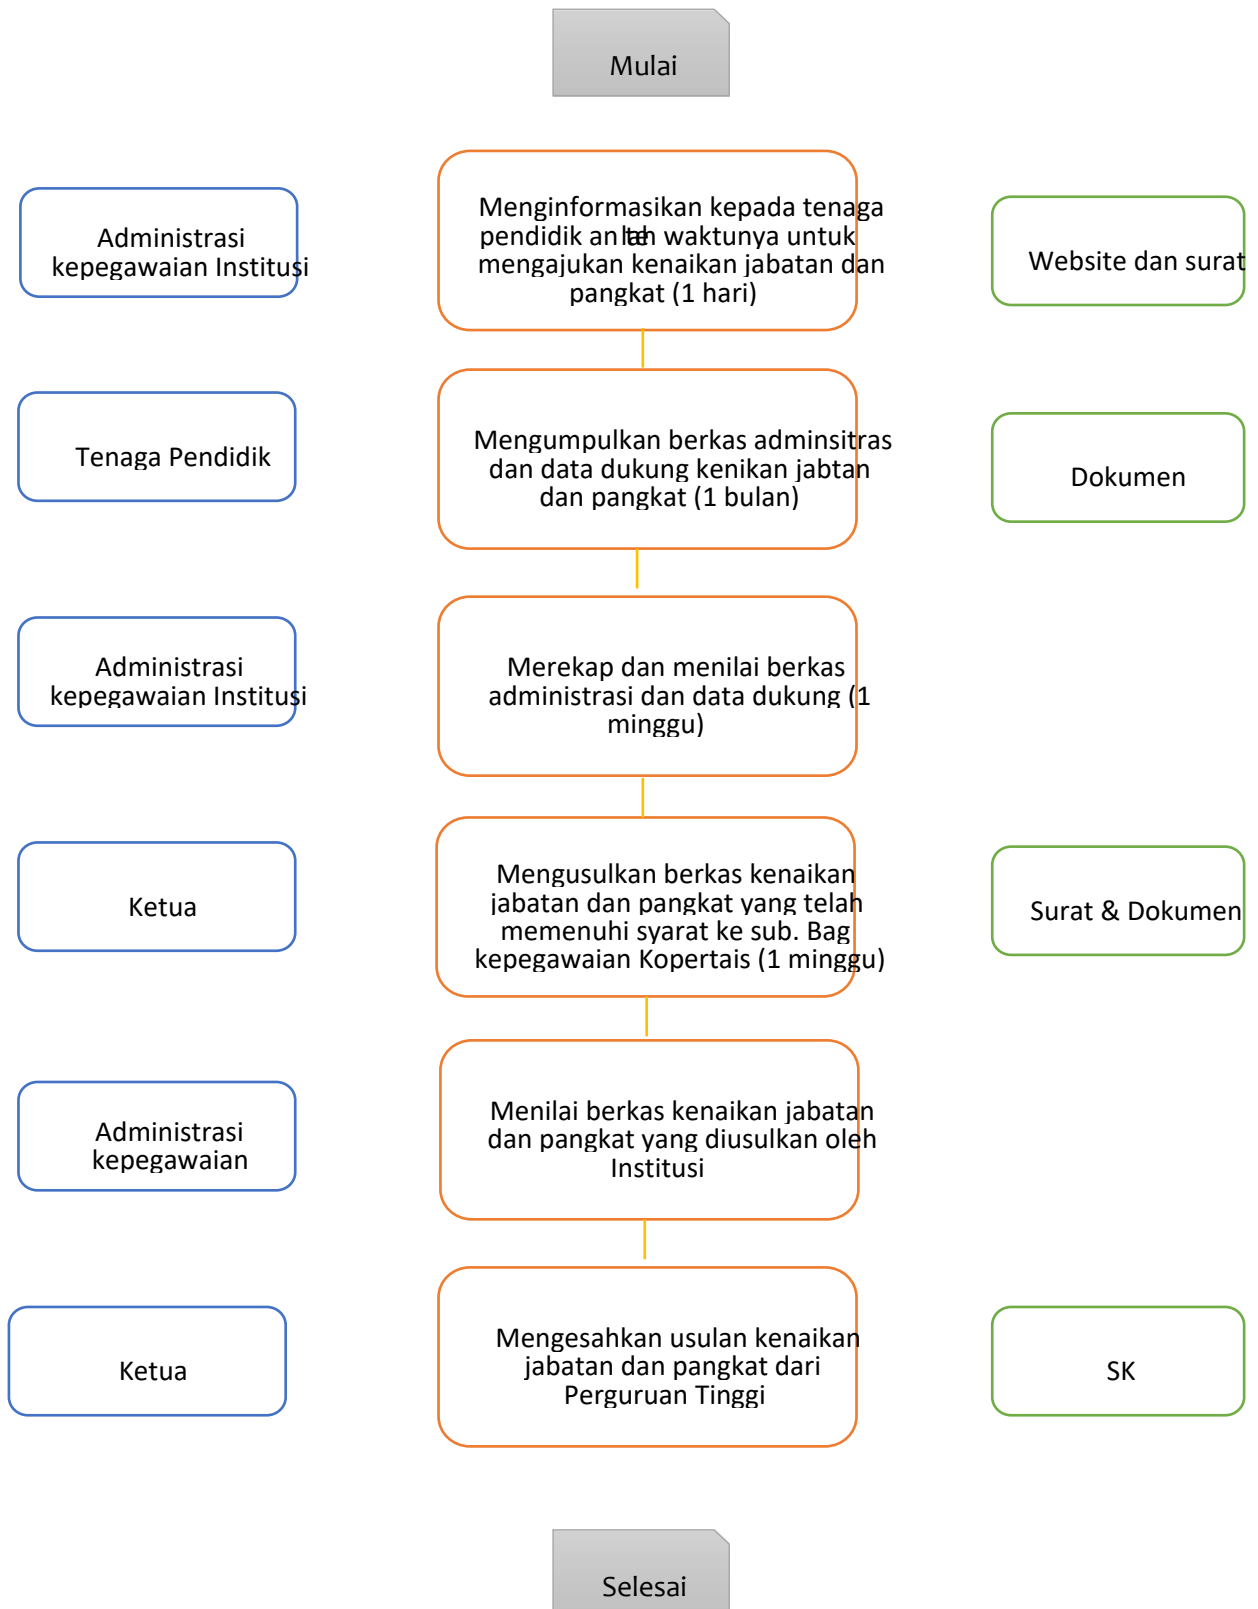 Mulai
Administrasi
kepegawaian Institusi
Menginformasikan kepada tenaga
pendidik waktunya untuk
mengajukan kenaikan jabatan dan
pangkat (1 hari)
Website dan surat
Tenaga Pendidik
Mengumpulkan berkas adminsitras
dan data dukung kenikan jabtan
dan pangkat (1 bulan)
Dokumen
Administrasi
kepegawaian Institusi
Merekap dan menilai berkas
administrasi dan data dukung (1
minggu)
Ketua
Mengusulkan berkas kenaikan
jabatan dan pangkat yang telah
memenuhi syarat ke sub. Bag
kepegawaian Kopertais (1 minggu)
Surat & Dokumen
Administrasi
kepegawaian
Menilai berkas kenaikan jabatan
dan pangkat yang diusulkan oleh
Institusi
Ketua
Mengesahkan usulan kenaikan
jabatan dan pangkat dari
Perguruan Tinggi
SK
Selesai